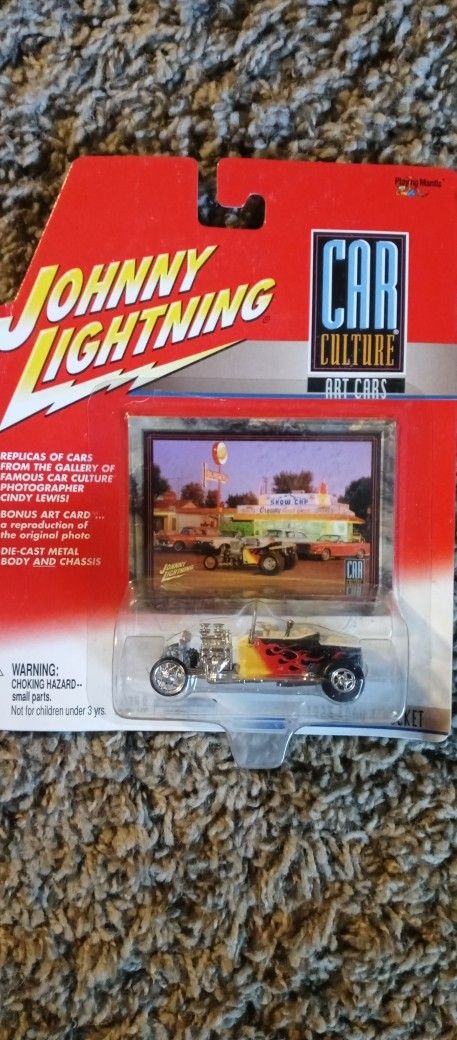 Playing Mantis
JOHNNY
LIGHTNING
CAR
CULTURE
ART CARS
REPLICAS OF CARS
FROM THE GALLERY OF
FAMOUS CAR CULTURE
PHOTOGRAPHER
CINDY LEWIS!
BONUS ART CARD ...
a reproduction of
the original photo
DIE-CAST METAL
BODY AND CHASSIS
SNOW CAP
JOHNNY
LIGHTNING
CAR
WARNING:
CHOKING HAZARD--
small parts.
Not for children under 3 yrs.